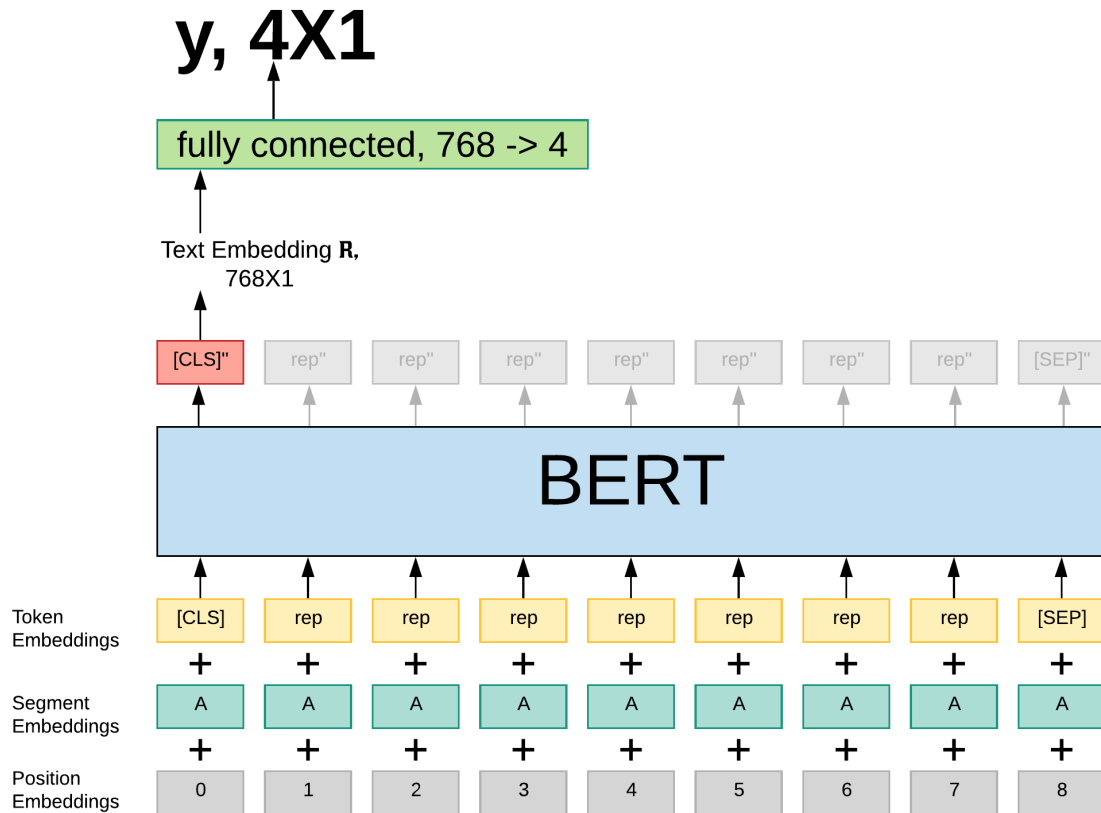 y, 4X1
fully connected, 768 -> 4
Text Embedding R,
768X1
[CLS]" rep" rep" rep" rep" rep" rep" rep" [SEP]"
BERT
Token
Embeddings
[CLS] rep rep rep rep rep rep rep [SEP]
+ + + + + + + + +
Segment
Embeddings
A A A A A A A A A
+ + + + + + + + +
Position
Embeddings
0 1 2 3 4 5 6 7 8